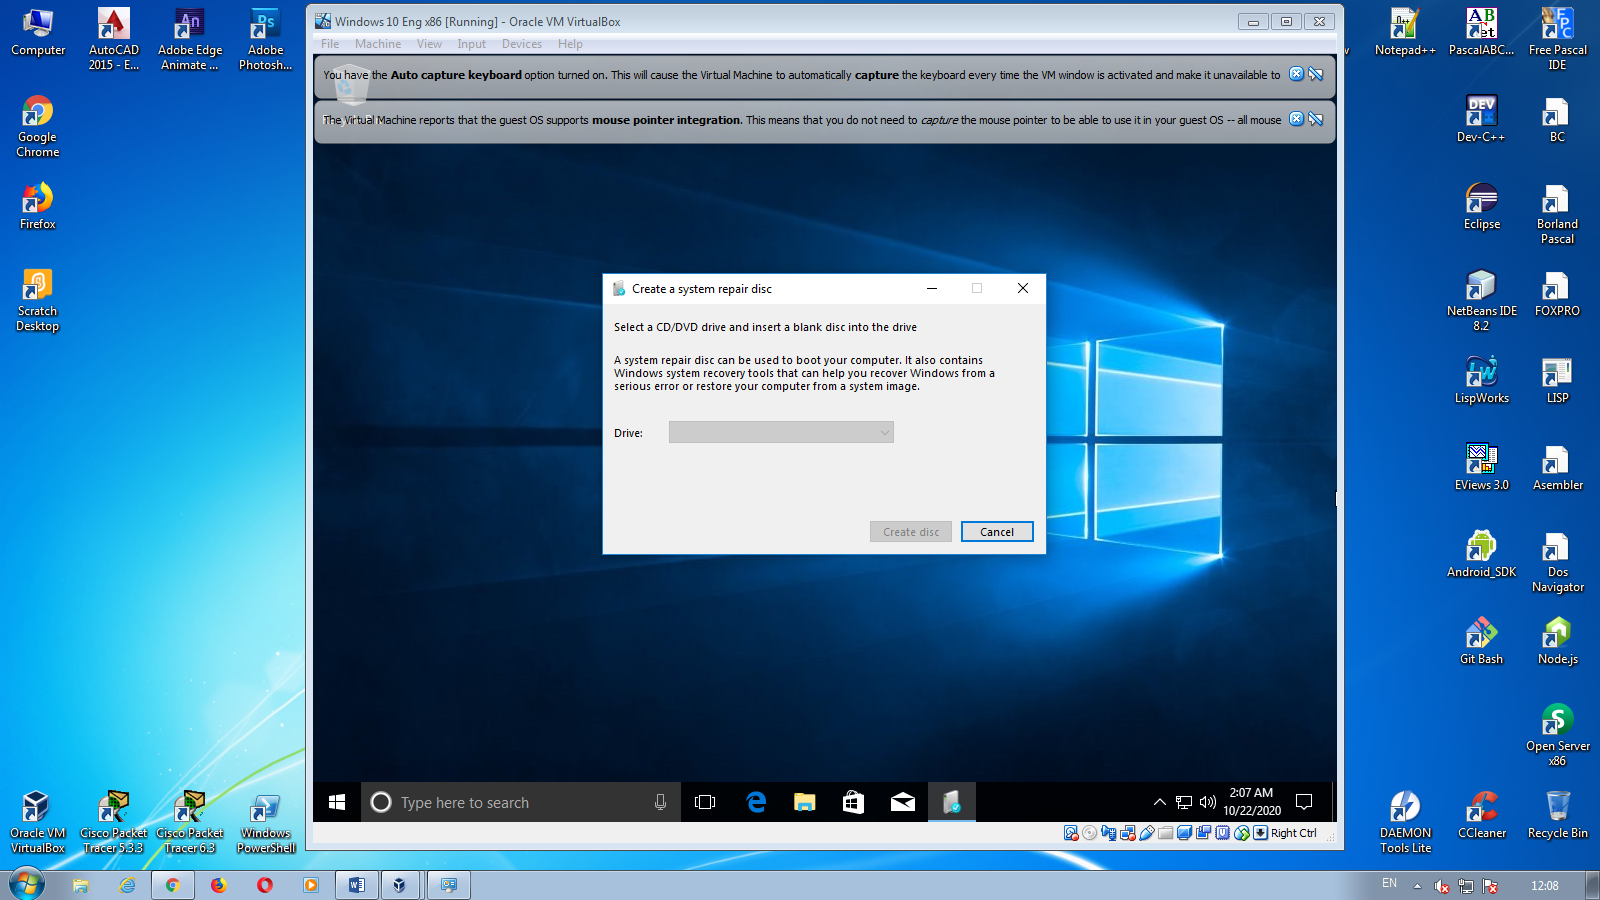 Computer
AutoCAD
2015 - E...
Adobe Edge
Animate ...
Adobe
Photosh...
Google
Chrome
Firefox
Scratch
Desktop
Oracle VM
VirtualBox
Cisco Packet
Tracer 5.3.3
Cisco Packet
Tracer 6.3
Windows
PowerShell
Windows 10 Eng x86 [Running] - Oracle VM VirtualBox
File Machine View Input Devices Help
You have the Auto capture keyboard option turned on. This will cause the Virtual Machine to automatically capture the keyboard every time the VM window is activated and make it unavailable to
The Virtual Machine reports that the guest OS supports mouse pointer integration. This means that you do not need to capture the mouse pointer to be able to use it in your guest OS -- all mouse
Create a system repair disc
Select a CD/DVD drive and insert a blank disc into the drive
A system repair disc can be used to boot your computer. It also contains
Windows system recovery tools that can help you recover Windows from a
serious error or restore your computer from a system image.
Drive:
Create disc Cancel
Type here to search
2:07 AM
10/22/2020
Right Ctrl
Notepad++
PascalABC...
Free Pascal
IDE
Dev-C++
BC
Eclipse
Borland
Pascal
NetBeans IDE
8.2
FOXPRO
LispWorks
LISP
EViews 3.0
Asembler
Android_SDK
Dos
Navigator
Git Bash
Node.js
Open Server
x86
DAEMON
Tools Lite
CCleaner
Recycle Bin
EN
12:08